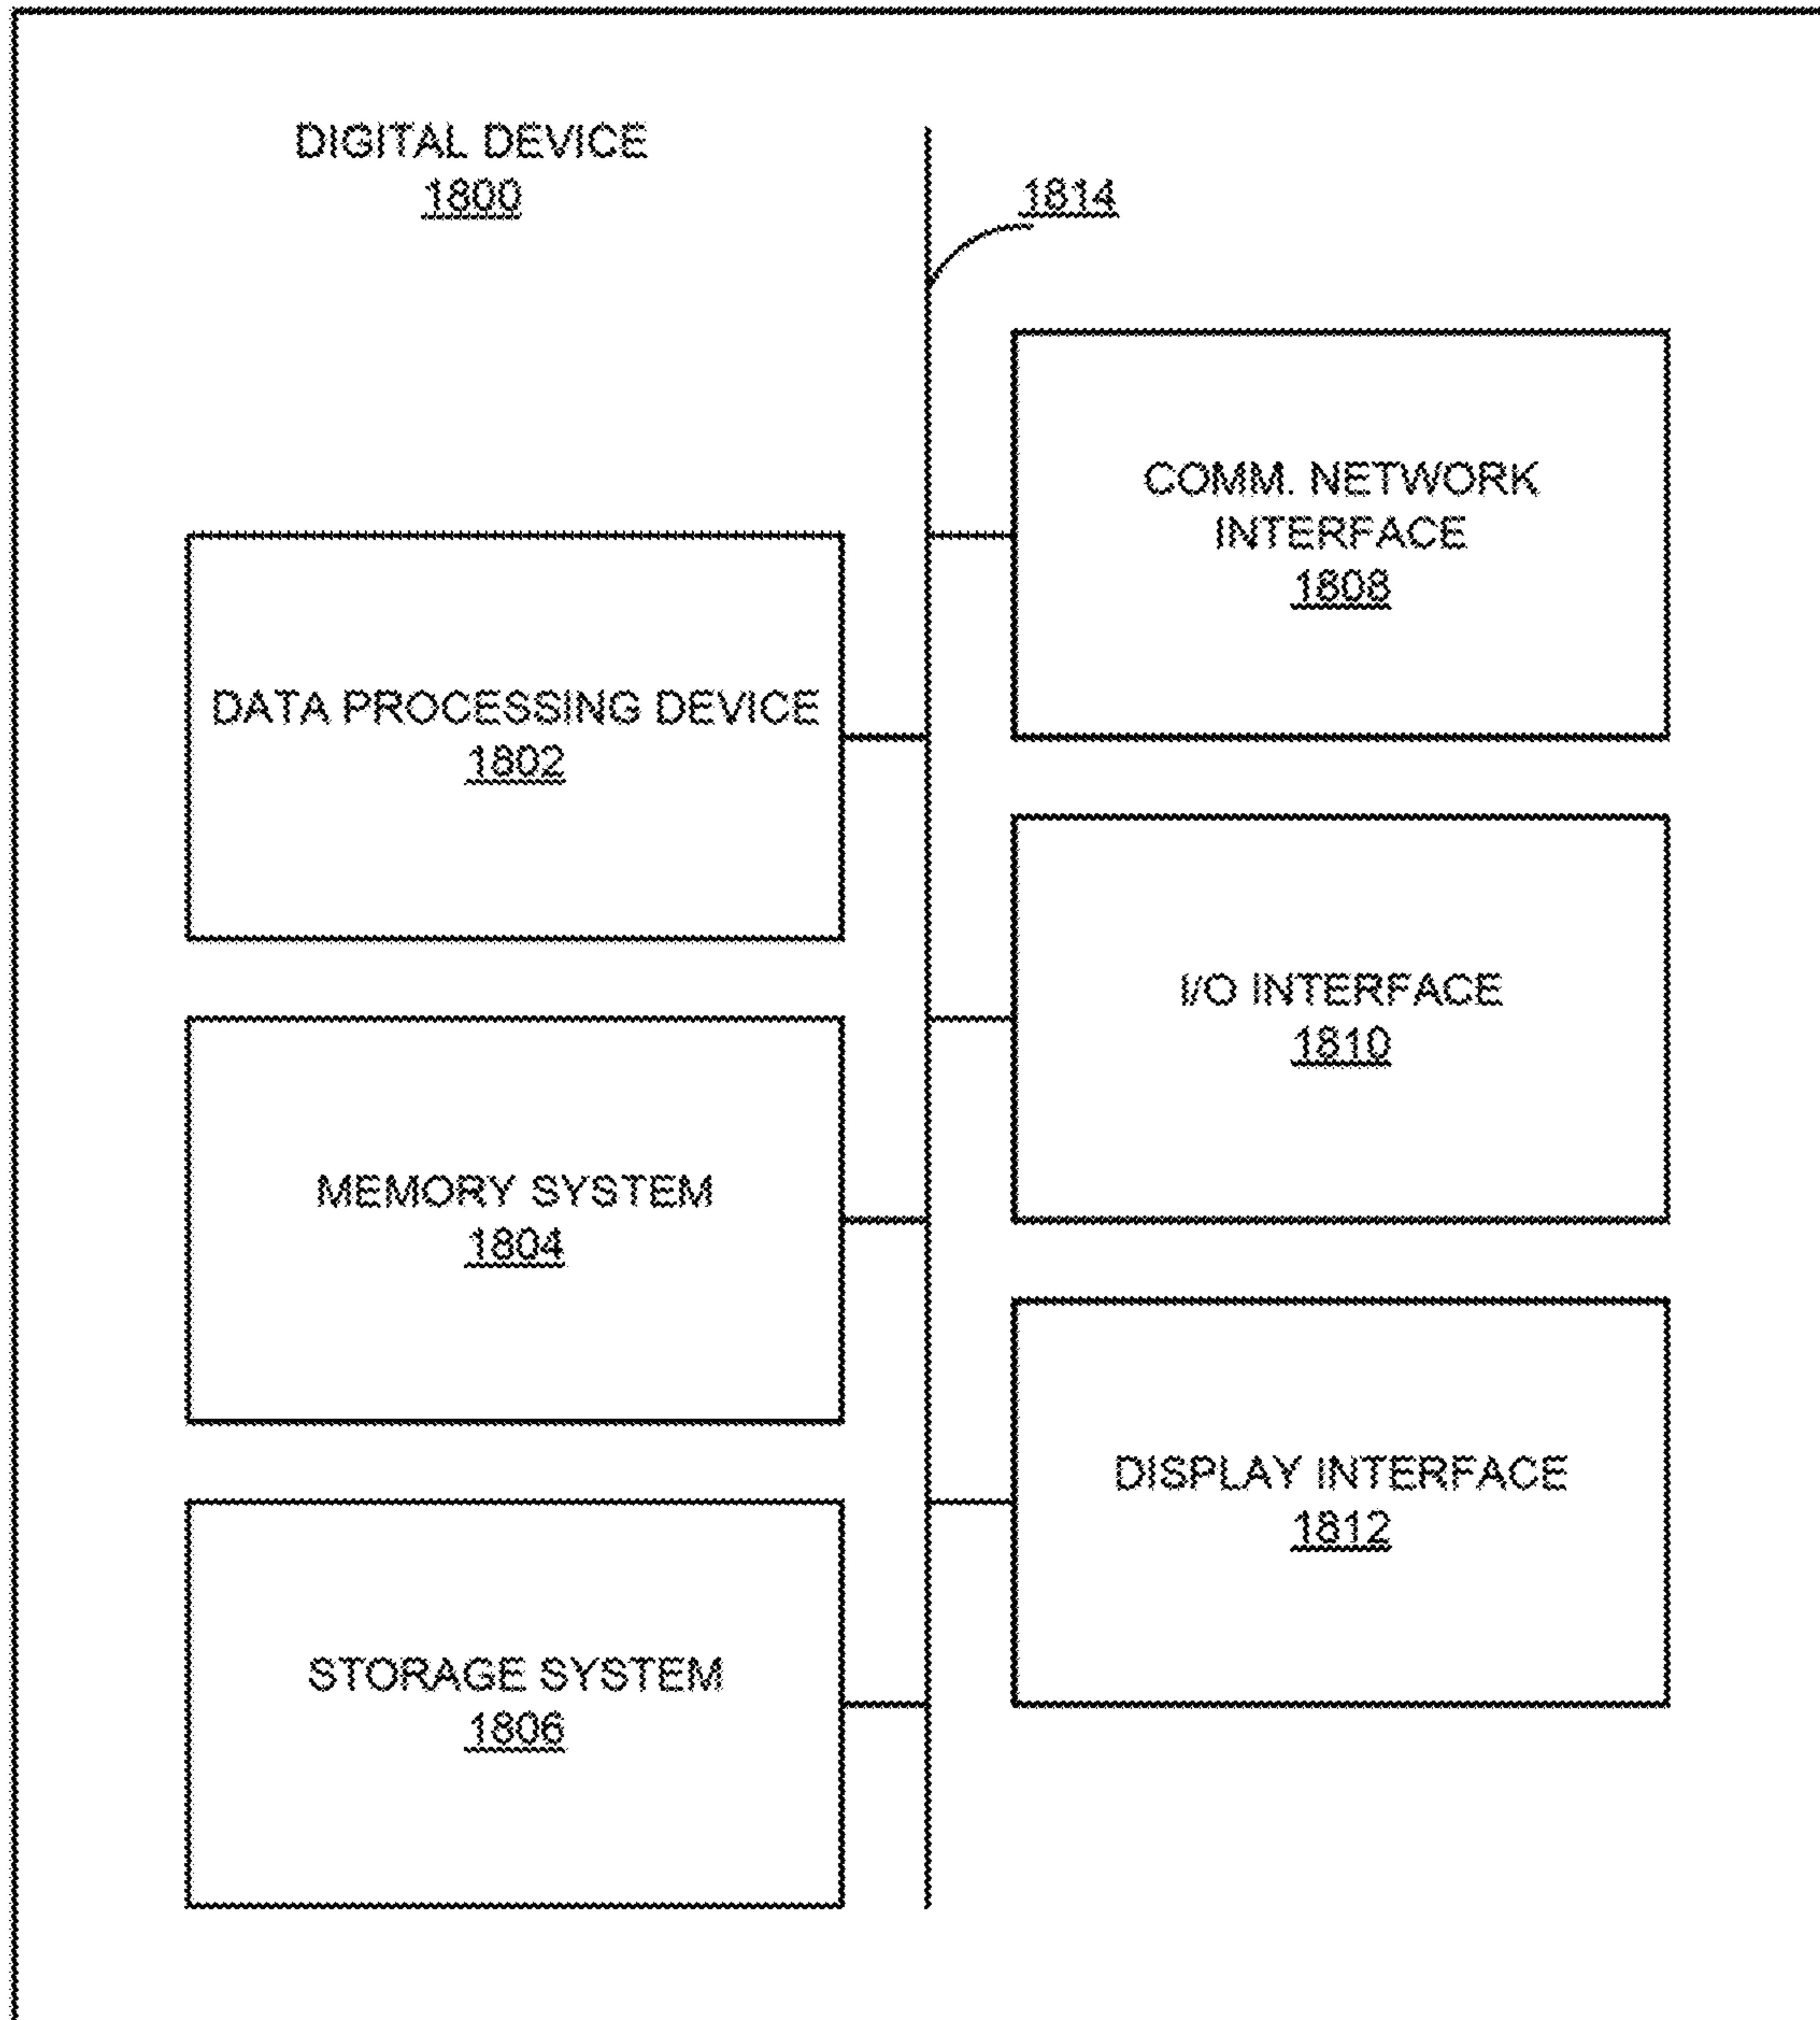 DIGITAL DEVICE
1800
1814
COMM. NETWORK
INTERFACE
1808
DATA PROCESSING DEVICE
1802
I/O INTERFACE
1810
MEMORY SYSTEM
1804
DISPLAY INTERFACE
1812
STORAGE SYSTEM
1806